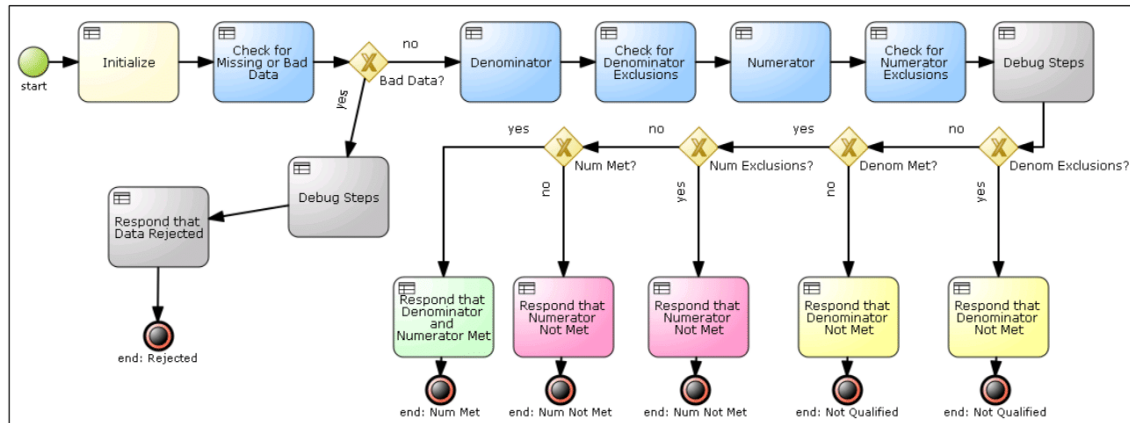 start
Initialize
Check for
Missing or Bad
Data
Bad Data?
no
yes
Denominator
Check for
Denominator
Exclusions
Numerator
Check for
Numerator
Exclusions
Debug Steps
Denom Exclusions?
no
yes
Denom Met?
yes
no
Num Exclusions?
no
yes
Num Met?
yes
no
Debug Steps
Respond that
Data Rejected
end: Rejected
Respond that
Denominator
and
Numerator Met
end: Num Met
Respond that
Numerator
Not Met
end: Num Not Met
Respond that
Numerator
Not Met
end: Num Not Met
Respond that
Denominator
Not Met
end: Not Qualified
Respond that
Denominator
Not Met
end: Not Qualified